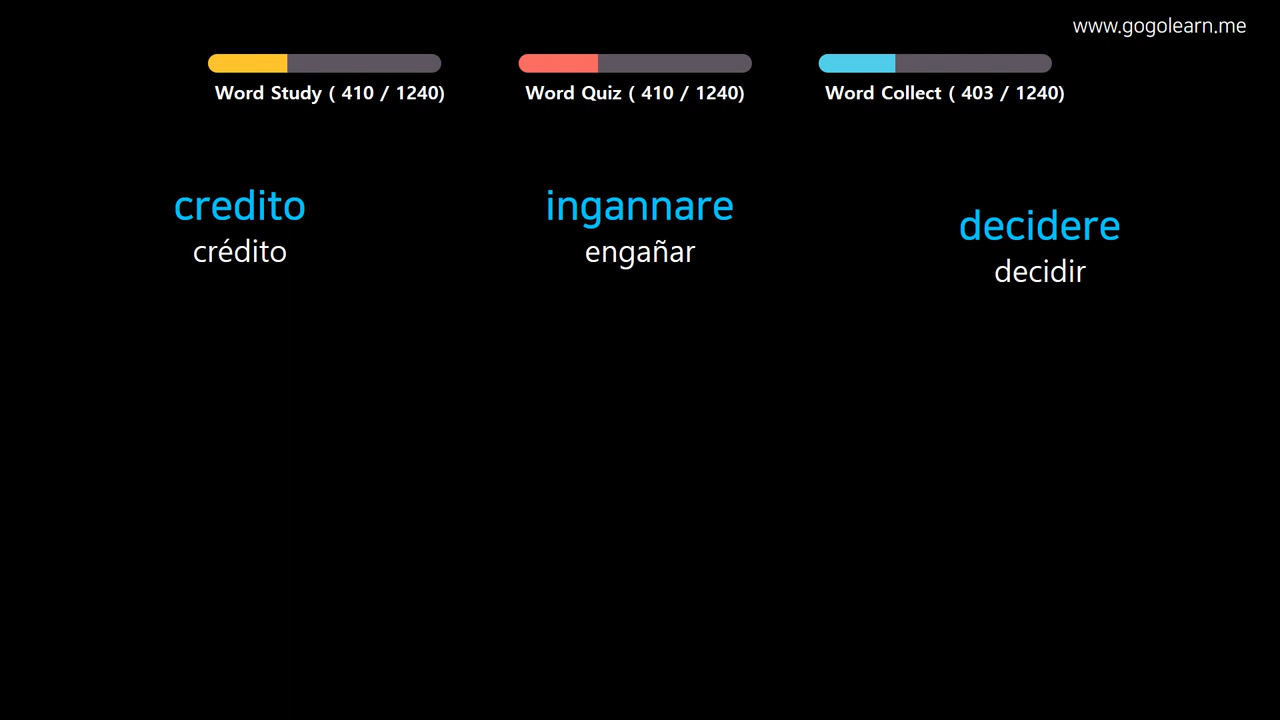 www.gogolearn.me
Word Study ( 410 / 1240)
Word Quiz ( 410 / 1240)
Word Collect ( 403 / 1240)
credito
crédito
ingannare
engañar
decidere
decidir